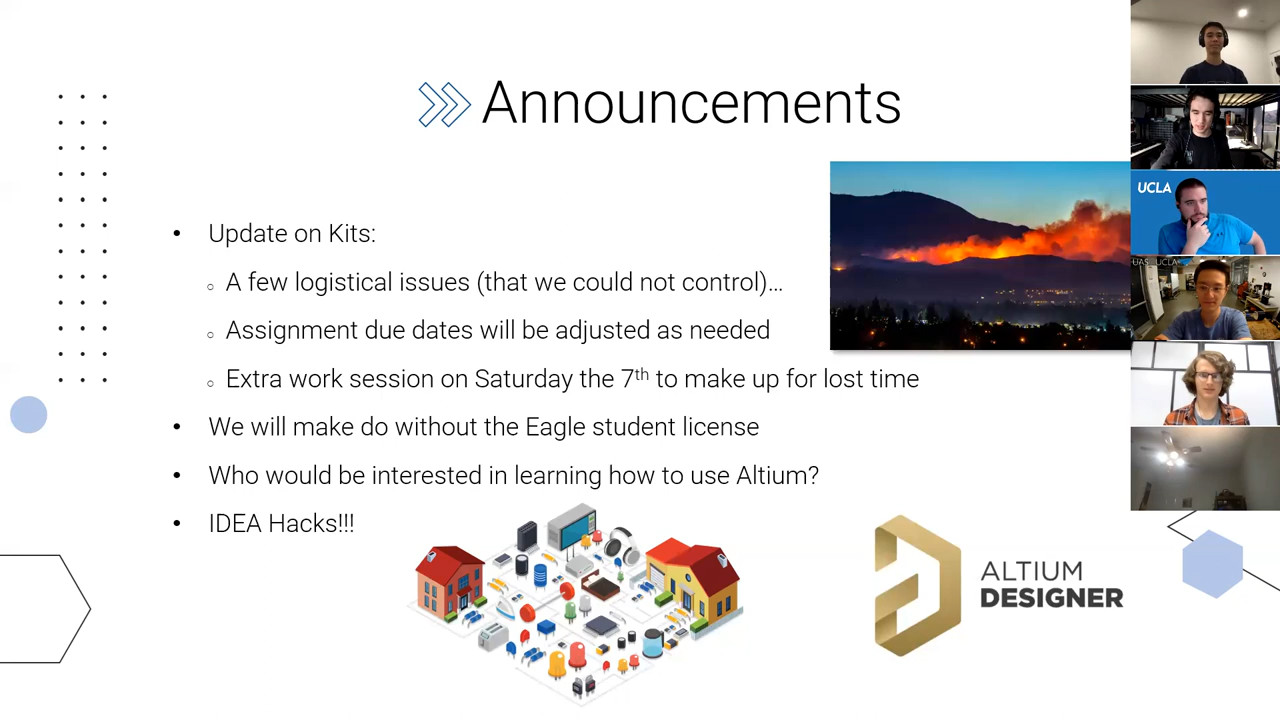 Announcements
• Update on Kits:
○ A few logistical issues (that we could not control)...
○ Assignment due dates will be adjusted as needed
○ Extra work session on Saturday the 7th to make up for lost time
• We will make do without the Eagle student license
• Who would be interested in learning how to use Altium?
• IDEA Hacks!!!
ALTIUM
DESIGNER
UCLA
UAS UCLA